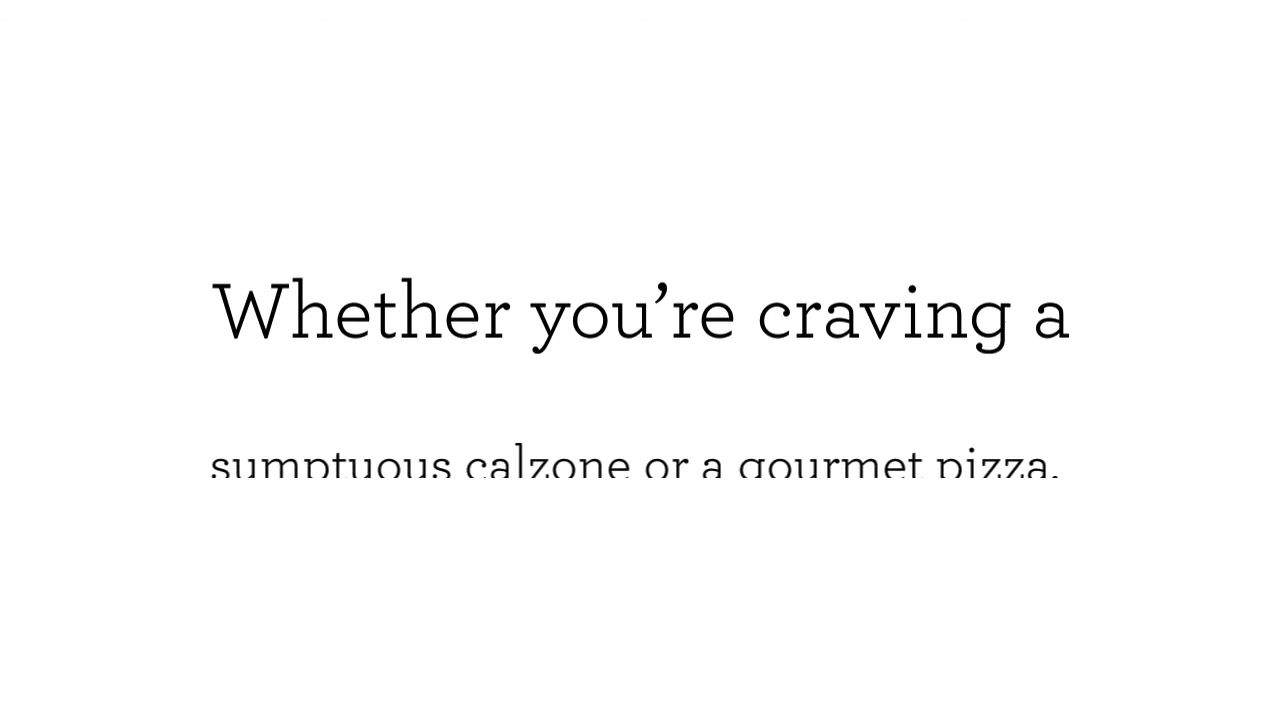 Whether you’re craving a
sumptuous calzone or a gourmet pizza,